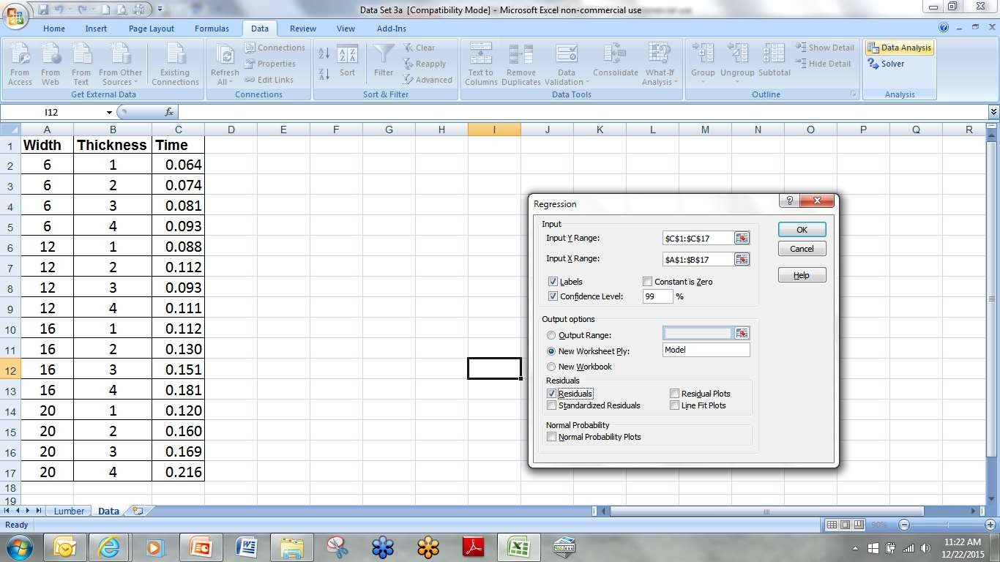 Data Set 3a [Compatibility Mode] - Microsoft Excel non-commercial use
Home Insert Page Layout Formulas Data Review View Add-Ins
From Access
From Web
From Text
From Other Sources
Existing Connections
Get External Data
Refresh All
Connections
Properties
Edit Links
Connections
Sort
Filter
Clear
Reapply
Advanced
Sort & Filter
Text to Columns
Remove Duplicates
Data Validation
Consolidate
What-If Analysis
Data Tools
Group
Ungroup
Subtotal
Show Detail
Hide Detail
Outline
Data Analysis
Solver
Analysis
I12 fx
A B C D E F G H I J K L M N O P Q R
1 Width Thickness Time
2 6 1 0.064
3 6 2 0.074
4 6 3 0.081
5 6 4 0.093
6 12 1 0.088
7 12 2 0.112
8 12 3 0.093
9 12 4 0.111
10 16 1 0.112
11 16 2 0.130
12 16 3 0.151
13 16 4 0.181
14 20 1 0.120
15 20 2 0.160
16 20 3 0.169
17 20 4 0.216
18
19
Regression
Input
Input Y Range: $C$1:$C$17
Input X Range: $A$1:$B$17
Labels Constant is Zero
Confidence Level: 99 %
OK
Cancel
Help
Output options
Output Range:
New Worksheet Ply: Model
New Workbook
Residuals
Residuals Residual Plots
Standardized Residuals Line Fit Plots
Normal Probability
Normal Probability Plots
Lumber Data
Ready 90%
11:22 AM
12/22/2015